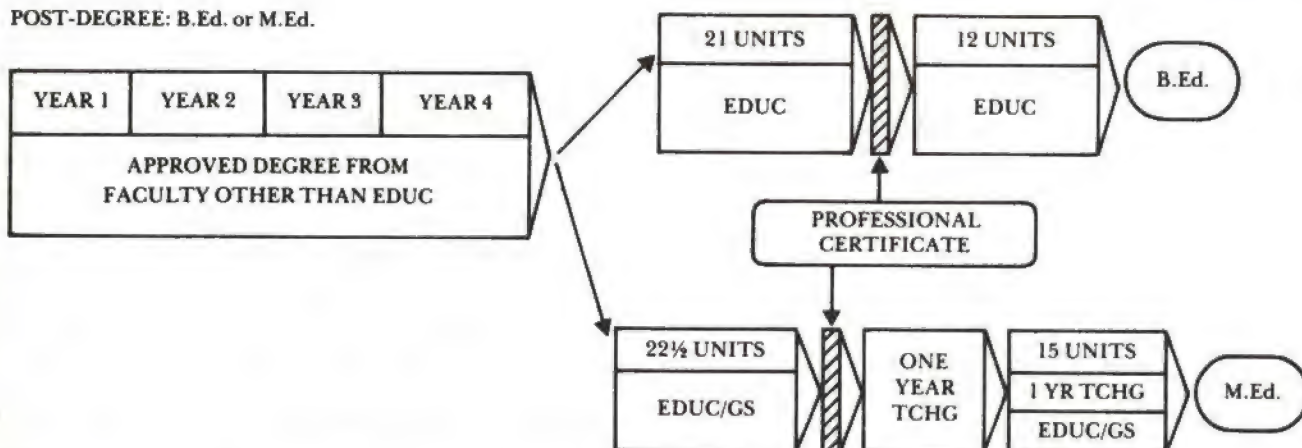 POST-DEGREE: B.Ed. or M.Ed.
YEAR 1 YEAR 2 YEAR 3 YEAR 4
APPROVED DEGREE FROM
FACULTY OTHER THAN EDUC
21 UNITS
EDUC
12 UNITS
EDUC
B.Ed.
PROFESSIONAL
CERTIFICATE
22½ UNITS
EDUC/GS
ONE
YEAR
TCHG
15 UNITS
1 YR TCHG
EDUC/GS
M.Ed.